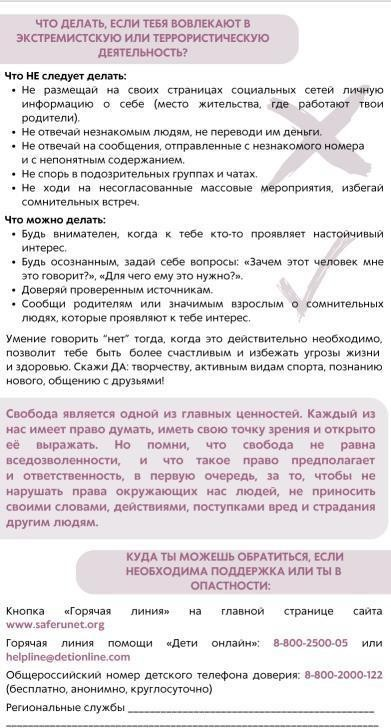 ЧТО ДЕЛАТЬ, ЕСЛИ ТЕБЯ ВОВЛЕКАЮТ В
ЭКСТРЕМИСТСКУЮ ИЛИ ТЕРРОРИСТИЧЕСКУЮ
ДЕЯТЕЛЬНОСТЬ?
Что НЕ следует делать:
• Не размещай на своих страницах социальных сетей личную
информацию о себе (место жительства, где работают твои
родители).
• Не отвечай незнакомым людям, не переводи им деньги.
• Не отвечай на сообщения, отправленные с незнакомого номера
и с непонятным содержанием.
• Не спорь в подозрительных группах и чатах.
• Не ходи на несогласованные массовые мероприятия, избегай
сомнительных встреч.
Что можно делать:
• Будь внимателен, когда к тебе кто-то проявляет настойчивый
интерес.
• Будь осознанным, задай себе вопросы: «Зачем этот человек мне
это говорит?», «Для чего ему это нужно?».
• Доверяй проверенным источникам.
• Сообщи родителям или значимым взрослым о сомнительных
людях, которые проявляют к тебе интерес.
Умение говорить "нет" тогда, когда это действительно необходимо,
позволит тебе быть более счастливым и избежать угрозы жизни
и здоровью. Скажи ДА: творчеству, активным видам спорта, познанию
нового, общению с друзьями!
Свобода является одной из главных ценностей. Каждый из
нас имеет право думать, иметь свою точку зрения и открыто
её выражать. Но помни, что свобода не равна
вседозволенности, и что такое право предполагает
и ответственность, в первую очередь, за то, чтобы не
нарушать права окружающих нас людей, не приносить
своими словами, действиями, поступками вред и страдания
другим людям.
КУДА ТЫ МОЖЕШЬ ОБРАТИТЬСЯ, ЕСЛИ
НЕОБХОДИМА ПОДДЕРЖКА ИЛИ ТЫ В
ОПАСНОСТИ:
Кнопка «Горячая линия» на главной странице сайта
www.saferunet.org
Горячая линия помощи «Дети онлайн»: 8-800-2500-05 или
helpline@detionline.com
Общероссийский номер детского телефона доверия: 8-800-2000-122
(бесплатно, анонимно, круглосуточно)
Региональные службы